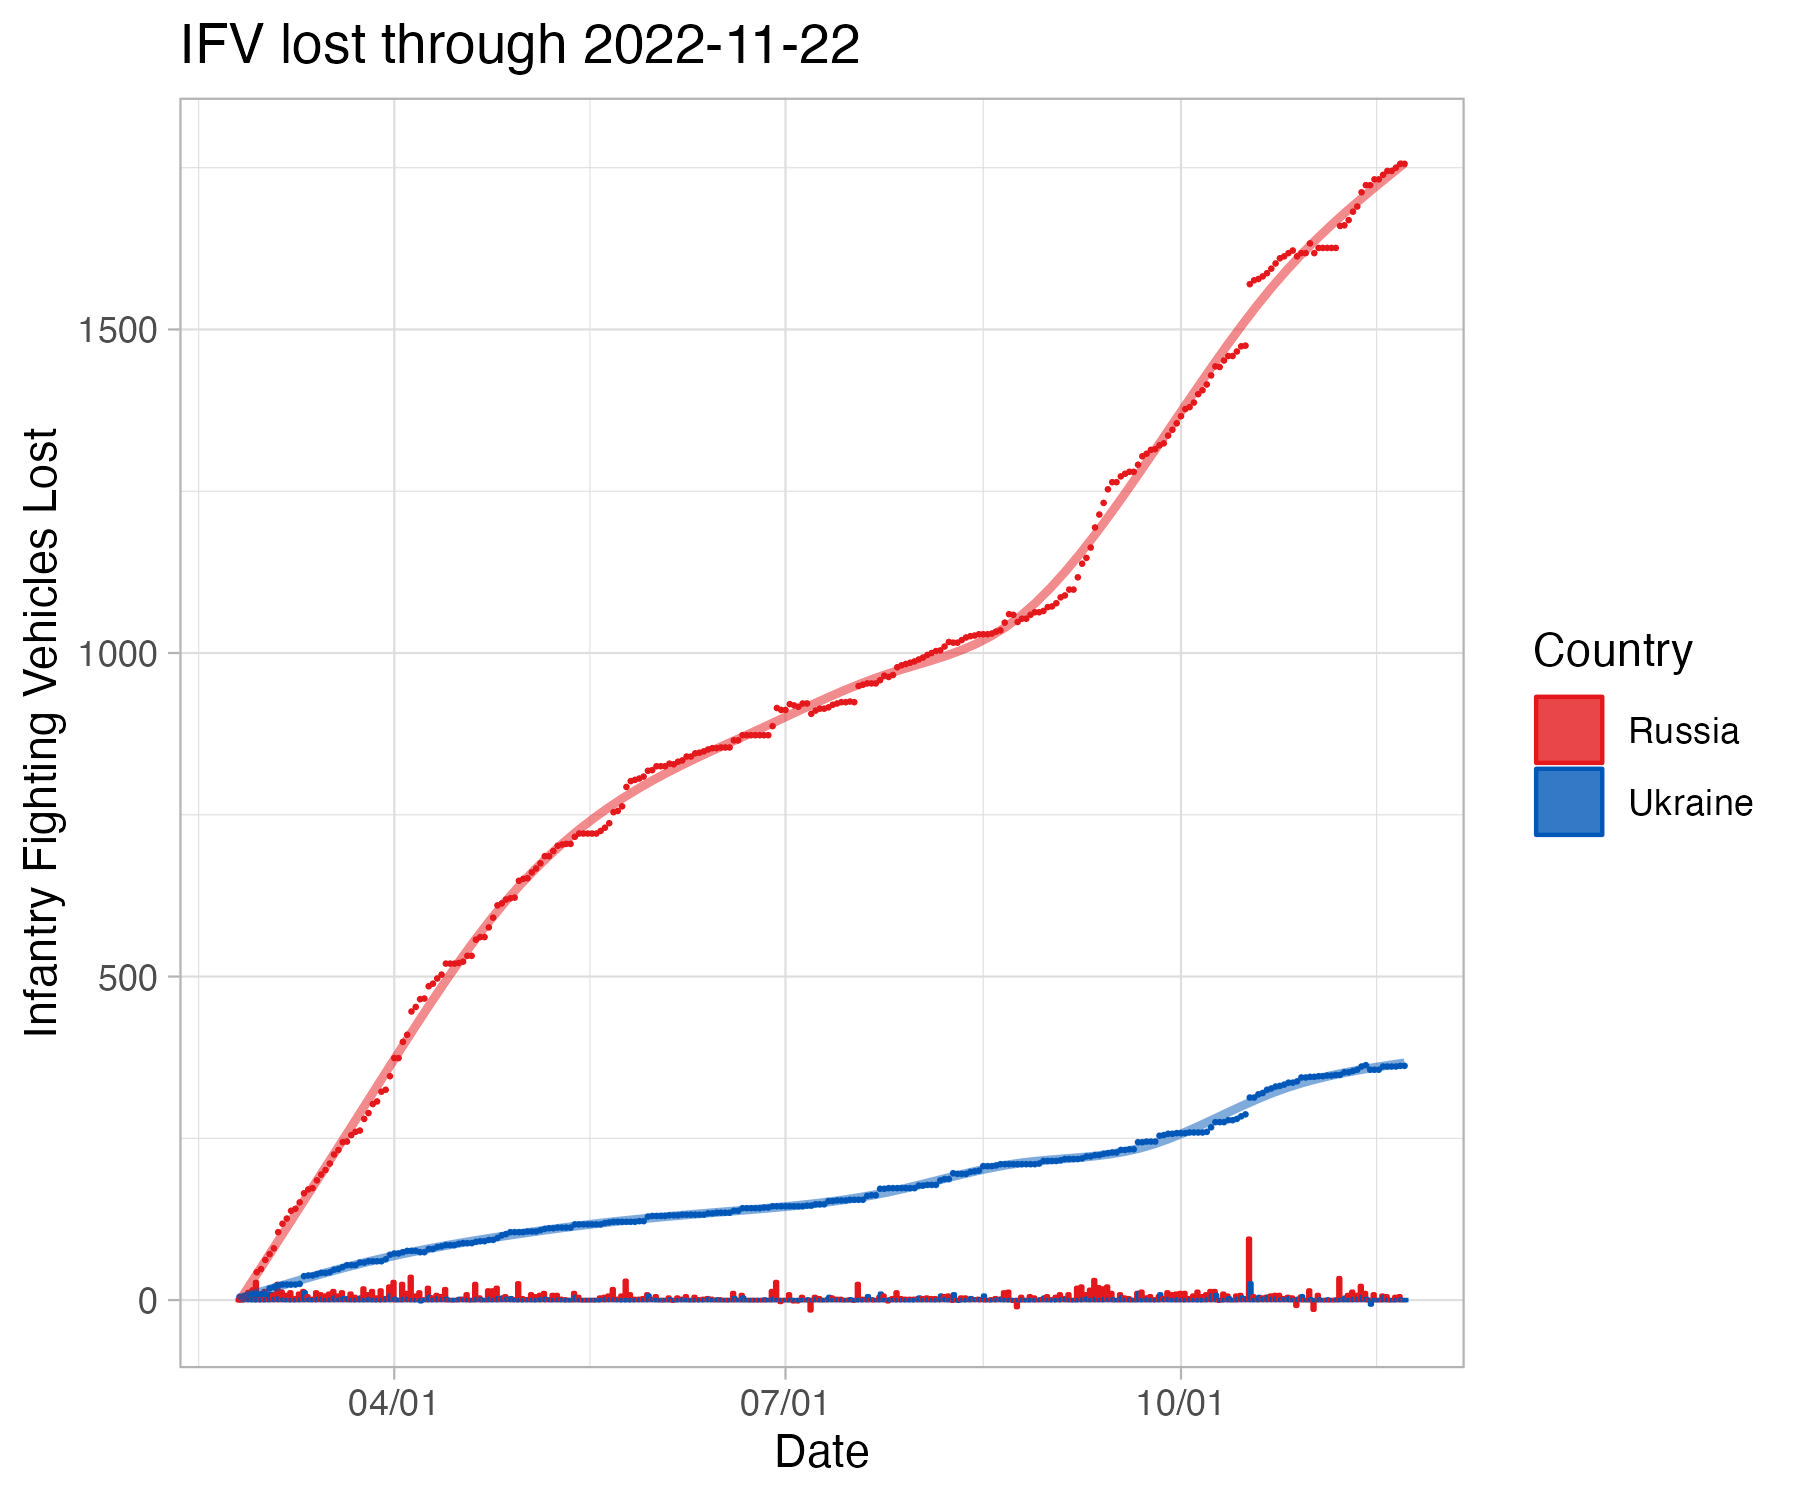 IFV lost through 2022-11-22
Infantry Fighting Vehicles Lost
1500
1000
500
0
04/01
07/01
10/01
Date
Country
Russia
Ukraine